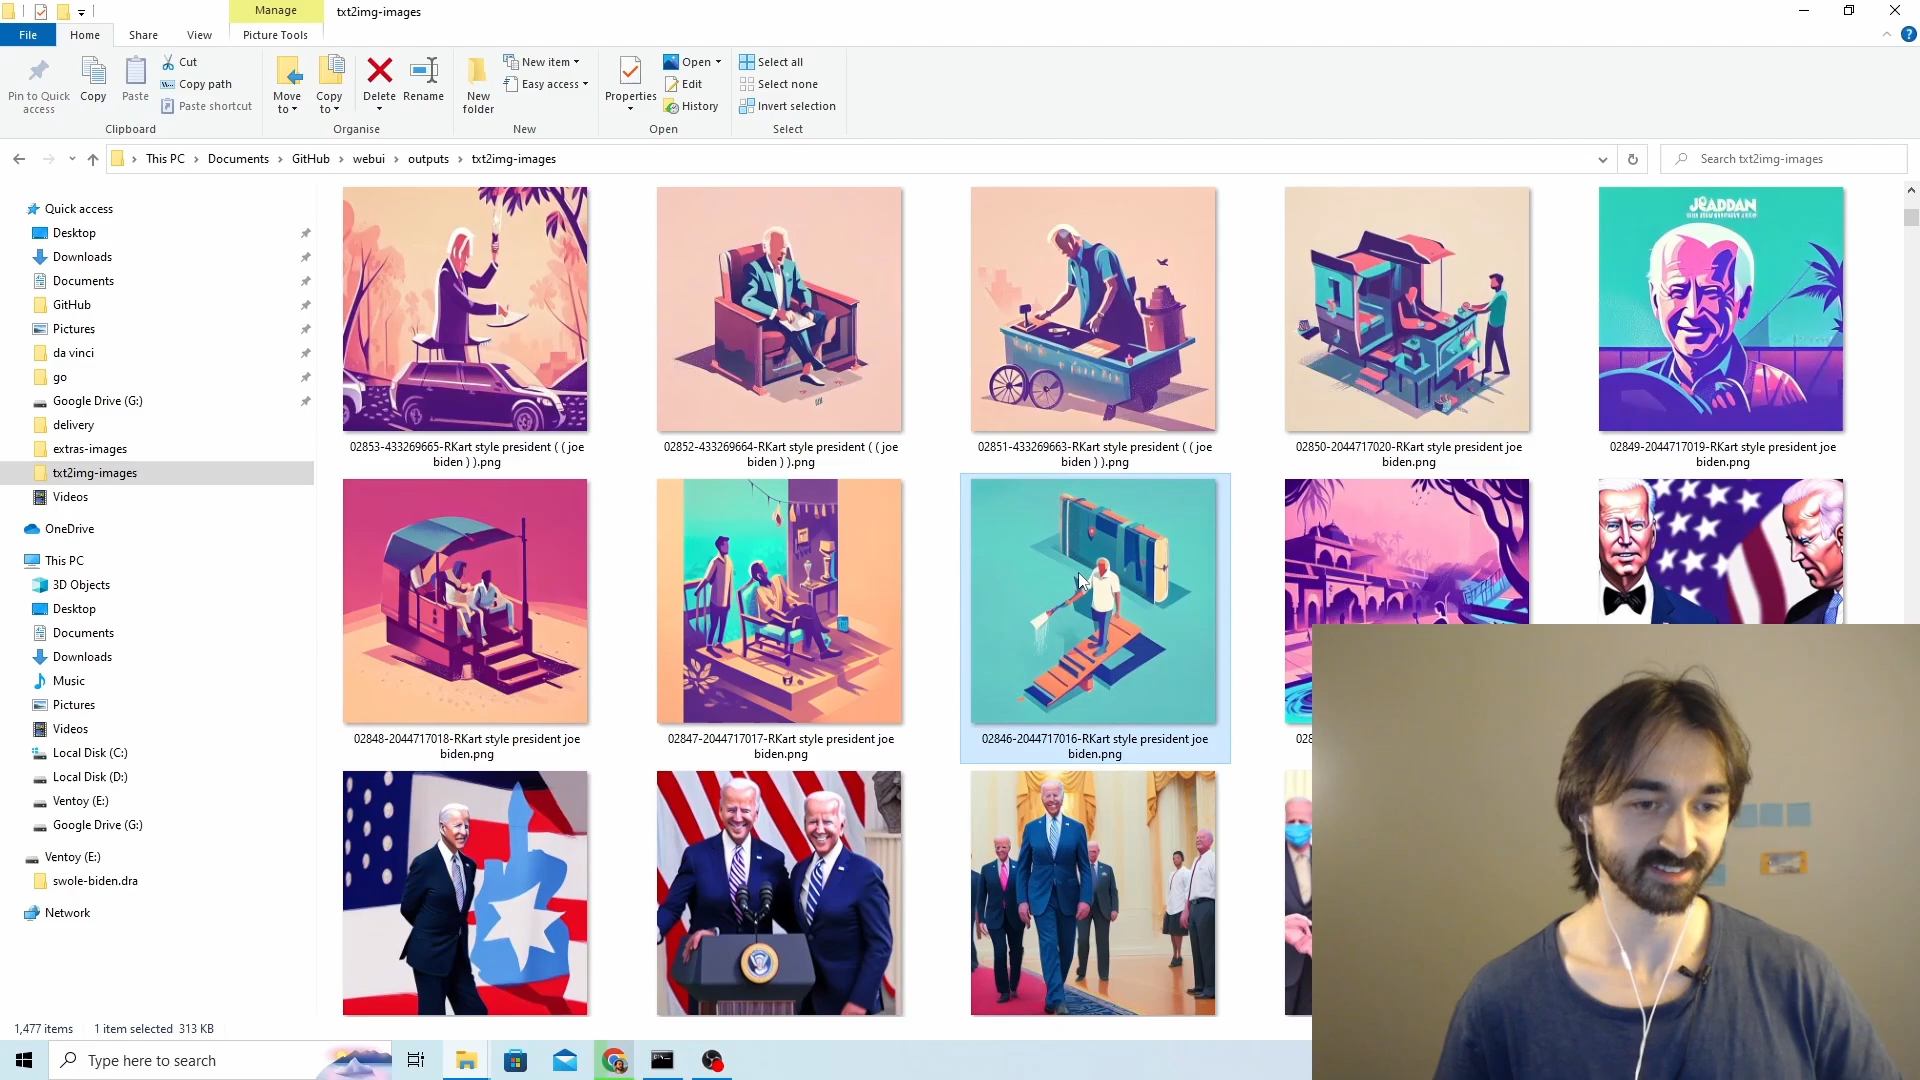 Manage
txt2img-images
File
Home
Share
View
Picture Tools
Pin to Quick
access
Copy
Paste
Cut
Copy path
Paste shortcut
Clipboard
Move
to
Copy
to
Delete
Rename
Organise
New
folder
New item
Easy access
New
Properties
Open
Edit
History
Open
Select all
Select none
Invert selection
Select
This PC
Documents
GitHub
webui
outputs
txt2img-images
Search txt2img-images
Quick access
Desktop
Downloads
Documents
GitHub
Pictures
da vinci
go
Google Drive (G:)
delivery
extras-images
txt2img-images
Videos
OneDrive
This PC
3D Objects
Desktop
Documents
Downloads
Music
Pictures
Videos
Local Disk (C:)
Local Disk (D:)
Ventoy (E:)
Google Drive (G:)
Ventoy (E:)
swole-biden.dra
Network
JEADDAN
02853-433269665-RKart style president ( ( joe
biden ) ).png
02852-433269664-RKart style president ( ( joe
biden ) ).png
02851-433269663-RKart style president ( ( joe
biden ) ).png
02850-2044717020-RKart style president joe
biden.png
02849-2044717019-RKart style president joe
biden.png
02848-2044717018-RKart style president joe
biden.png
02847-2044717017-RKart style president joe
biden.png
02846-2044717016-RKart style president joe
biden.png
1,477 items
1 item selected 313 KB
Type here to search